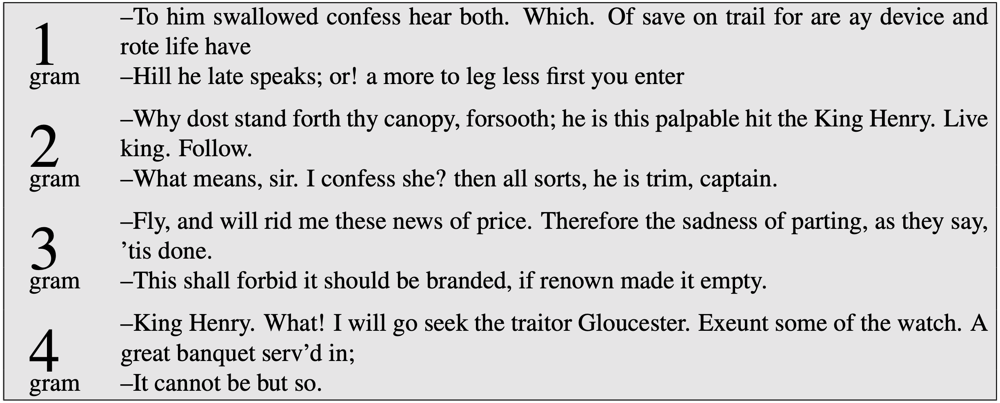 1
gram
–To him swallowed confess hear both. Which. Of save on trail for are ay device and
rote life have
–Hill he late speaks; or! a more to leg less first you enter
2
gram
–Why dost stand forth thy canopy, forsooth; he is this palpable hit the King Henry. Live
king. Follow.
–What means, sir. I confess she? then all sorts, he is trim, captain.
3
gram
–Fly, and will rid me these news of price. Therefore the sadness of parting, as they say,
’tis done.
–This shall forbid it should be branded, if renown made it empty.
4
gram
–King Henry. What! I will go seek the traitor Gloucester. Exeunt some of the watch. A
great banquet serv’d in;
–It cannot be but so.